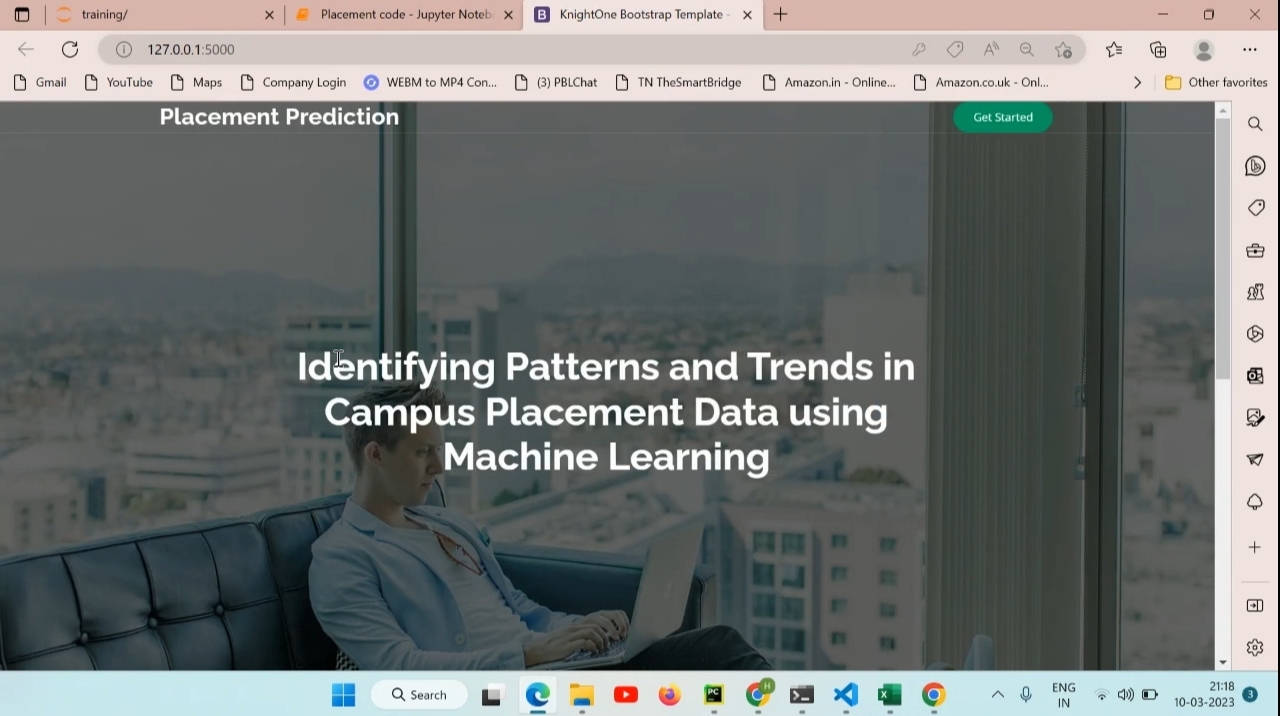 training/
Placement code - Jupyter Noteb
KnightOne Bootstrap Template -
127.0.0.1:5000
Gmail
YouTube
Maps
Company Login
WEBM to MP4 Con...
(3) PBLChat
TN TheSmartBridge
Amazon.in - Online...
Amazon.co.uk - Onl...
Other favorites
Placement Prediction
Get Started
Identifying Patterns and Trends in
Campus Placement Data using
Machine Learning
Search
ENG
IN
21:18
10-03-2023
3